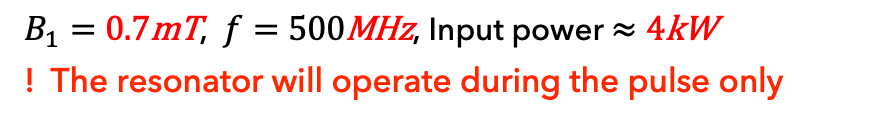 B₁ = 0.7mT, f = 500MHz, Input power ≈ 4kW
! The resonator will operate during the pulse only